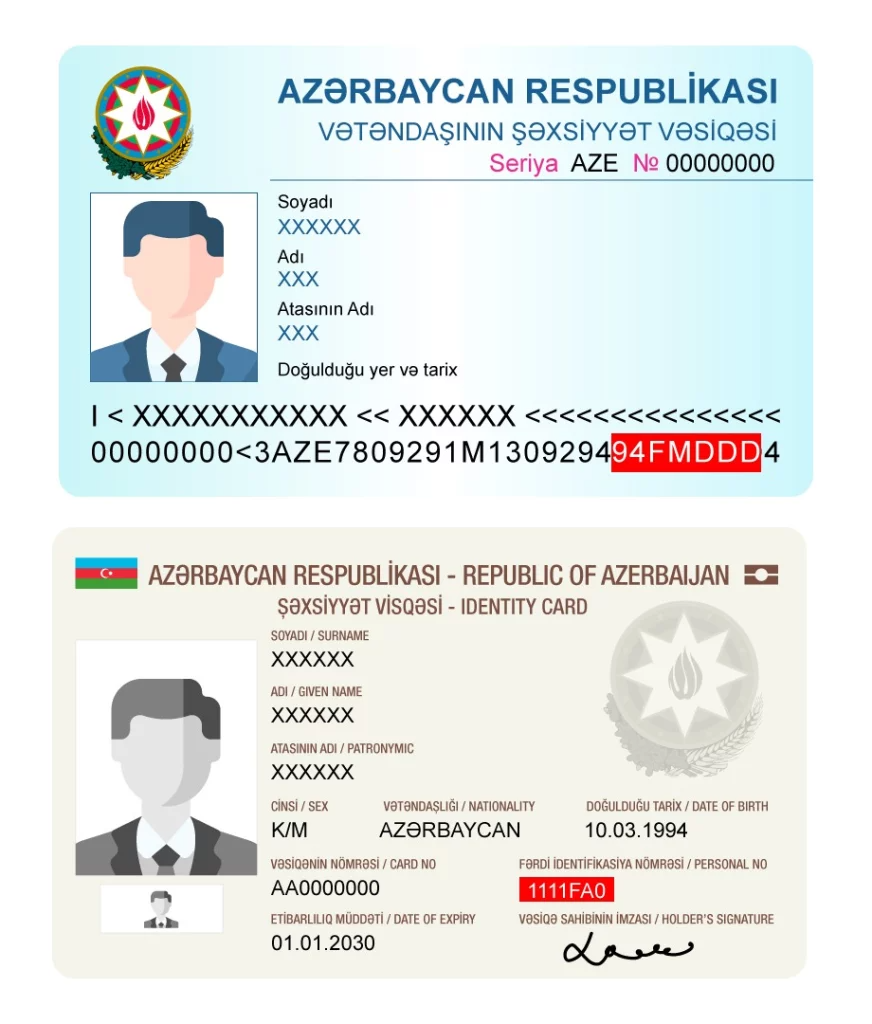 AZƏRBAYCAN RESPUBLİKASI
VƏTƏNDAŞININ ŞƏXSİYYƏT VƏSİQƏSİ
Seriya AZE № 00000000
Soyadı
XXXXXX
Adı
XXX
Atasının Adı
XXX
Doğulduğu yer və tarix
I < XXXXXXXXXXX << XXXXXX <<<<<<<<<<<<<<<
00000000<3AZE7809291M130929494FMDDD4
AZƏRBAYCAN RESPUBLİKASI - REPUBLIC OF AZERBAIJAN
ŞƏXSİYYƏT VİSQƏSİ - IDENTITY CARD
SOYADI / SURNAME
XXXXXX
ADI / GIVEN NAME
XXXXXX
ATASININ ADI / PATRONYMIC
XXXXXX
CİNSİ / SEX VƏTƏNDAŞLIĞI / NATIONALITY DOĞULDUĞU TARİX / DATE OF BIRTH
K/M AZƏRBAYCAN 10.03.1994
VƏSİQƏNİN NÖMRƏSİ / CARD NO FƏRDİ İDENTİFİKASİYA NÖMRƏSİ / PERSONAL NO
AA0000000 1111FA0
ETİBARLILIQ MÜDDƏTİ / DATE OF EXPIRY VƏSİQƏ SAHİBİNİN İMZASI / HOLDER'S SIGNATURE
01.01.2030